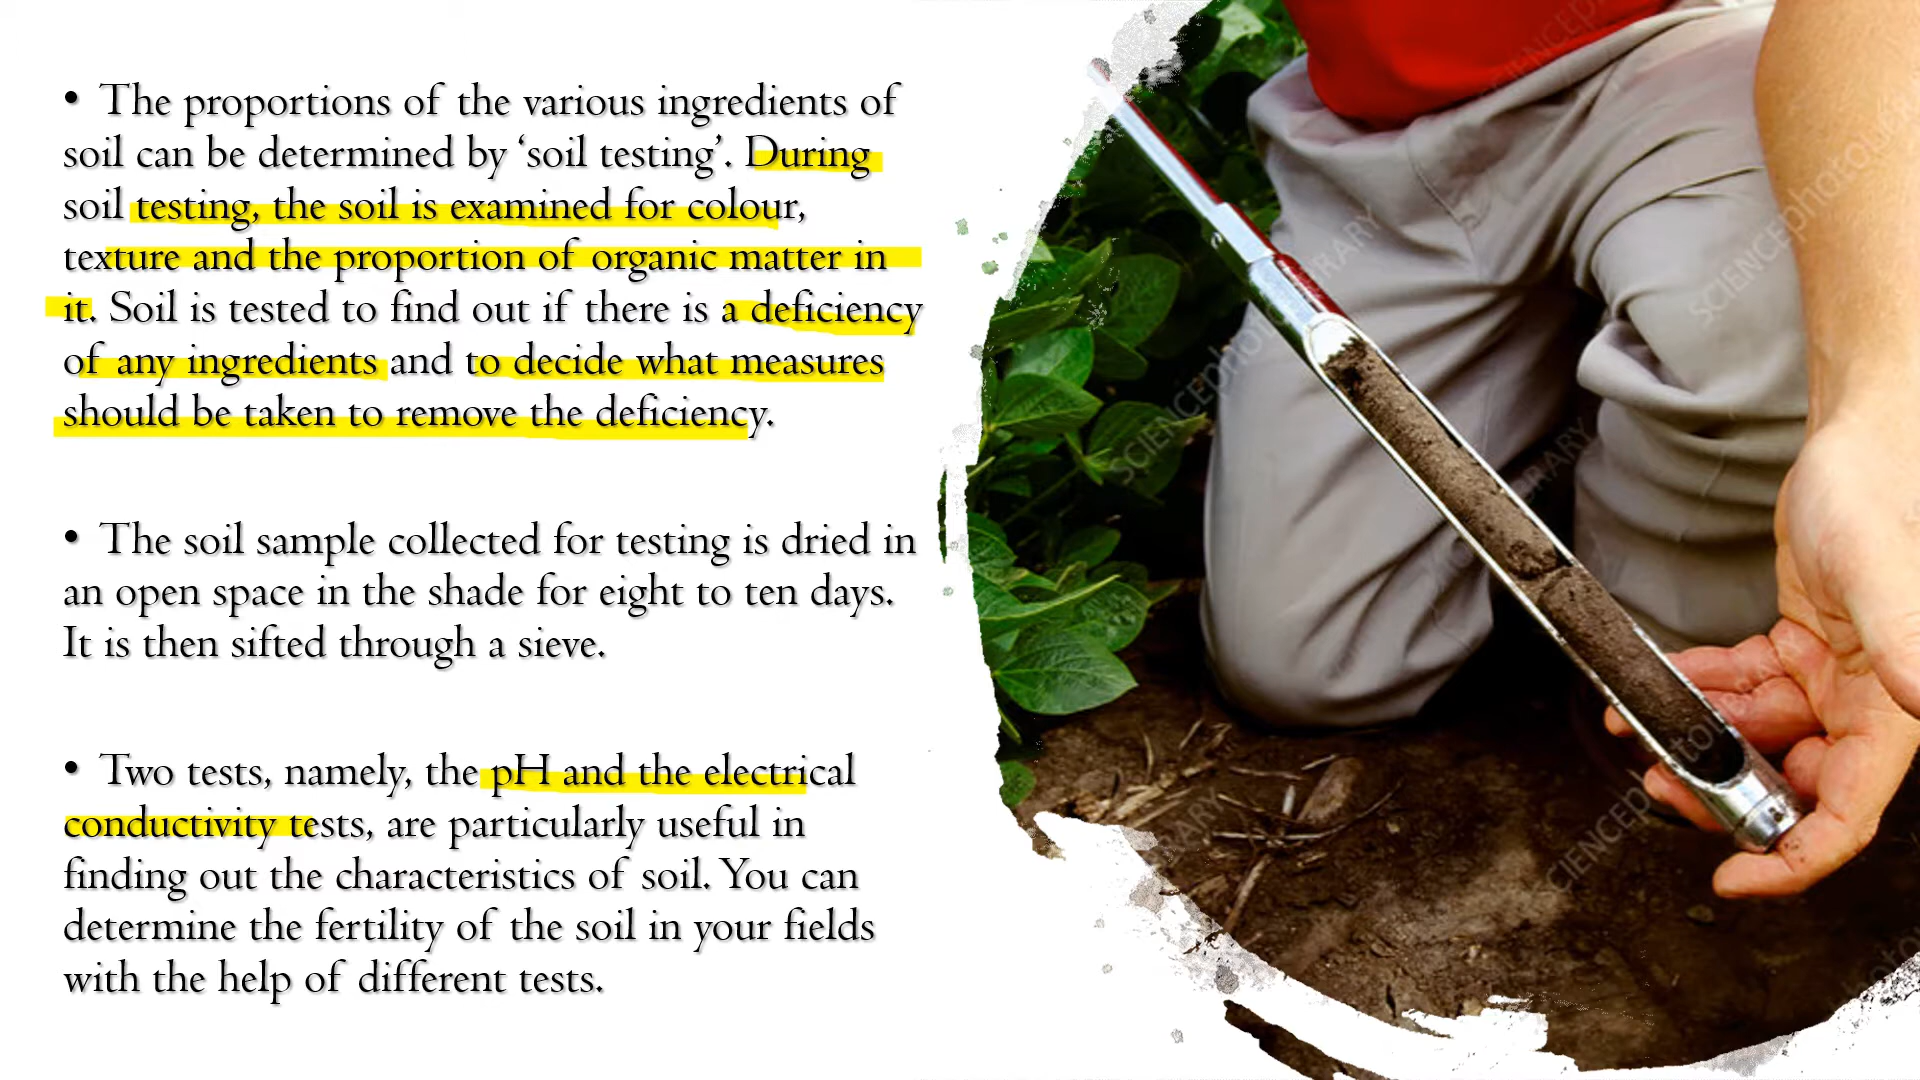 • The proportions of the various ingredients of
soil can be determined by ‘soil testing’. During
soil testing, the soil is examined for colour,
texture and the proportion of organic matter in
it. Soil is tested to find out if there is a deficiency
of any ingredients and to decide what measures
should be taken to remove the deficiency.
• The soil sample collected for testing is dried in
an open space in the shade for eight to ten days.
It is then sifted through a sieve.
• Two tests, namely, the pH and the electrical
conductivity tests, are particularly useful in
finding out the characteristics of soil. You can
determine the fertility of the soil in your fields
with the help of different tests.